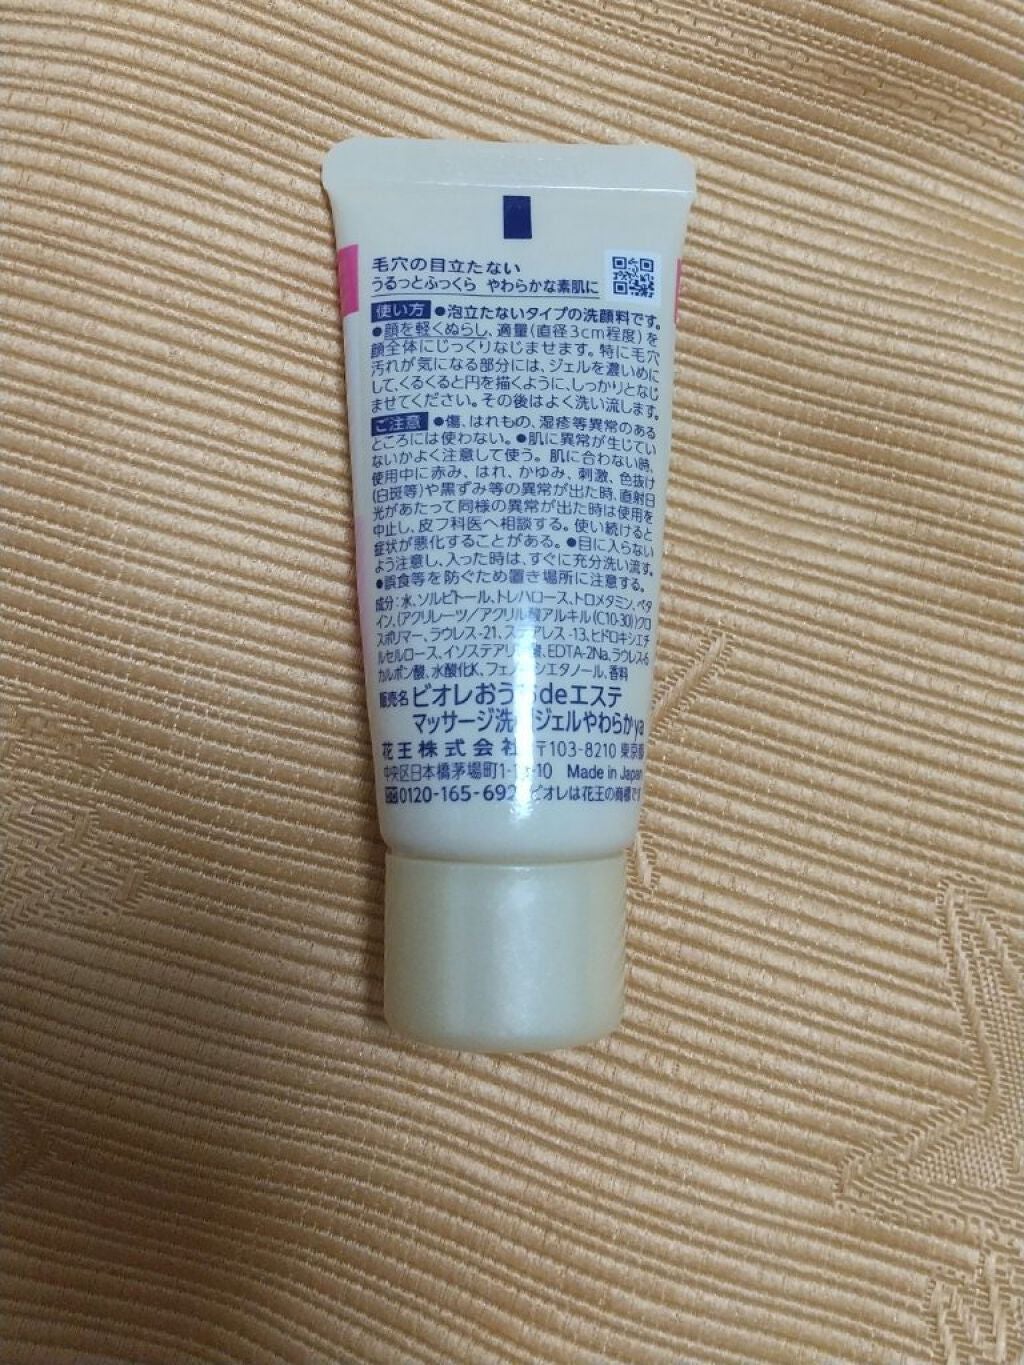 毛穴の目立たない
うるっとふっくら やわらかな素肌に
使い方 ●泡立たないタイプの洗顔料です。
●顔を軽くぬらし、適量(直径3cm程度)を
顔全体にじっくりなじませます。特に毛穴
汚れが気になる部分には、ジェルを濃いめに
して、くるくると円を描くように、しっかりとなじ
ませてください。その後はよく洗い流します。
ご注意 ●傷、はれもの、湿疹等異常のある
ところには使わない。●肌に異常が生じてい
ないかよく注意して使う。肌に合わない時、
使用中に赤み、はれ、かゆみ、刺激、色抜け
(白斑等)や黒ずみ等の異常が出た時、直射日
光があたって同様の異常が出た時は使用を
中止し、皮フ科医へ相談する。使い続けると
症状が悪化することがある。●目に入らない
よう注意し、入った時は、すぐに充分洗い流す。
●誤食等を防ぐため置き場所に注意する。
成分:水、ソルビトール、トレハロース、トロメタミン、ベタ
イン、(アクリレーツ/アクリル酸アルキル(C10-30))クロ
スポリマー、ラウレス-21、ステアレス-13、ヒドロキシエチ
ルセルロース、イソステアリン酸、EDTA-2Na、ラウレス-6
カルボン酸、水酸化K、フェノキシエタノール、香料
販売名 ビオレおうちdeエステ
マッサージ洗顔ジェルやわらかya
花王株式会社 〒103-8210 東京都
中央区日本橋茅場町1-14-10 Made in Japan
0120-165-692 ビオレは花王の商標です